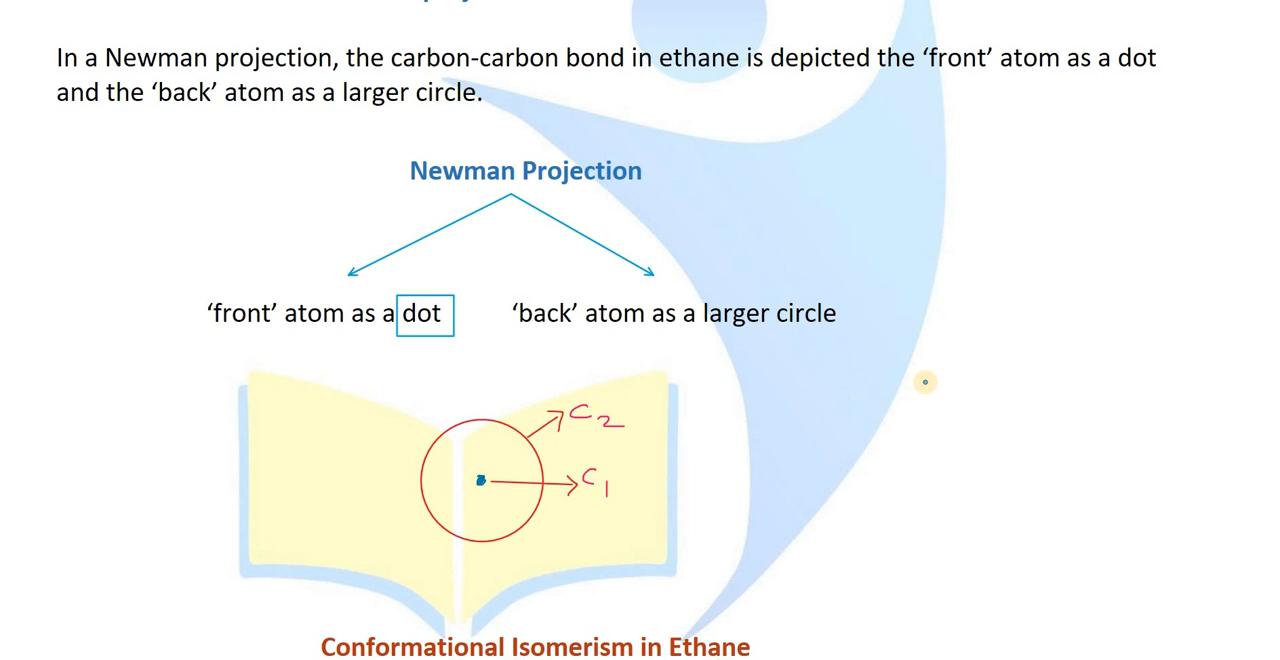 In a Newman projection, the carbon-carbon bond in ethane is depicted the ‘front’ atom as a dot
and the ‘back’ atom as a larger circle.
Newman Projection
‘front’ atom as a dot
‘back’ atom as a larger circle
C2
C1
Conformational Isomerism in Ethane